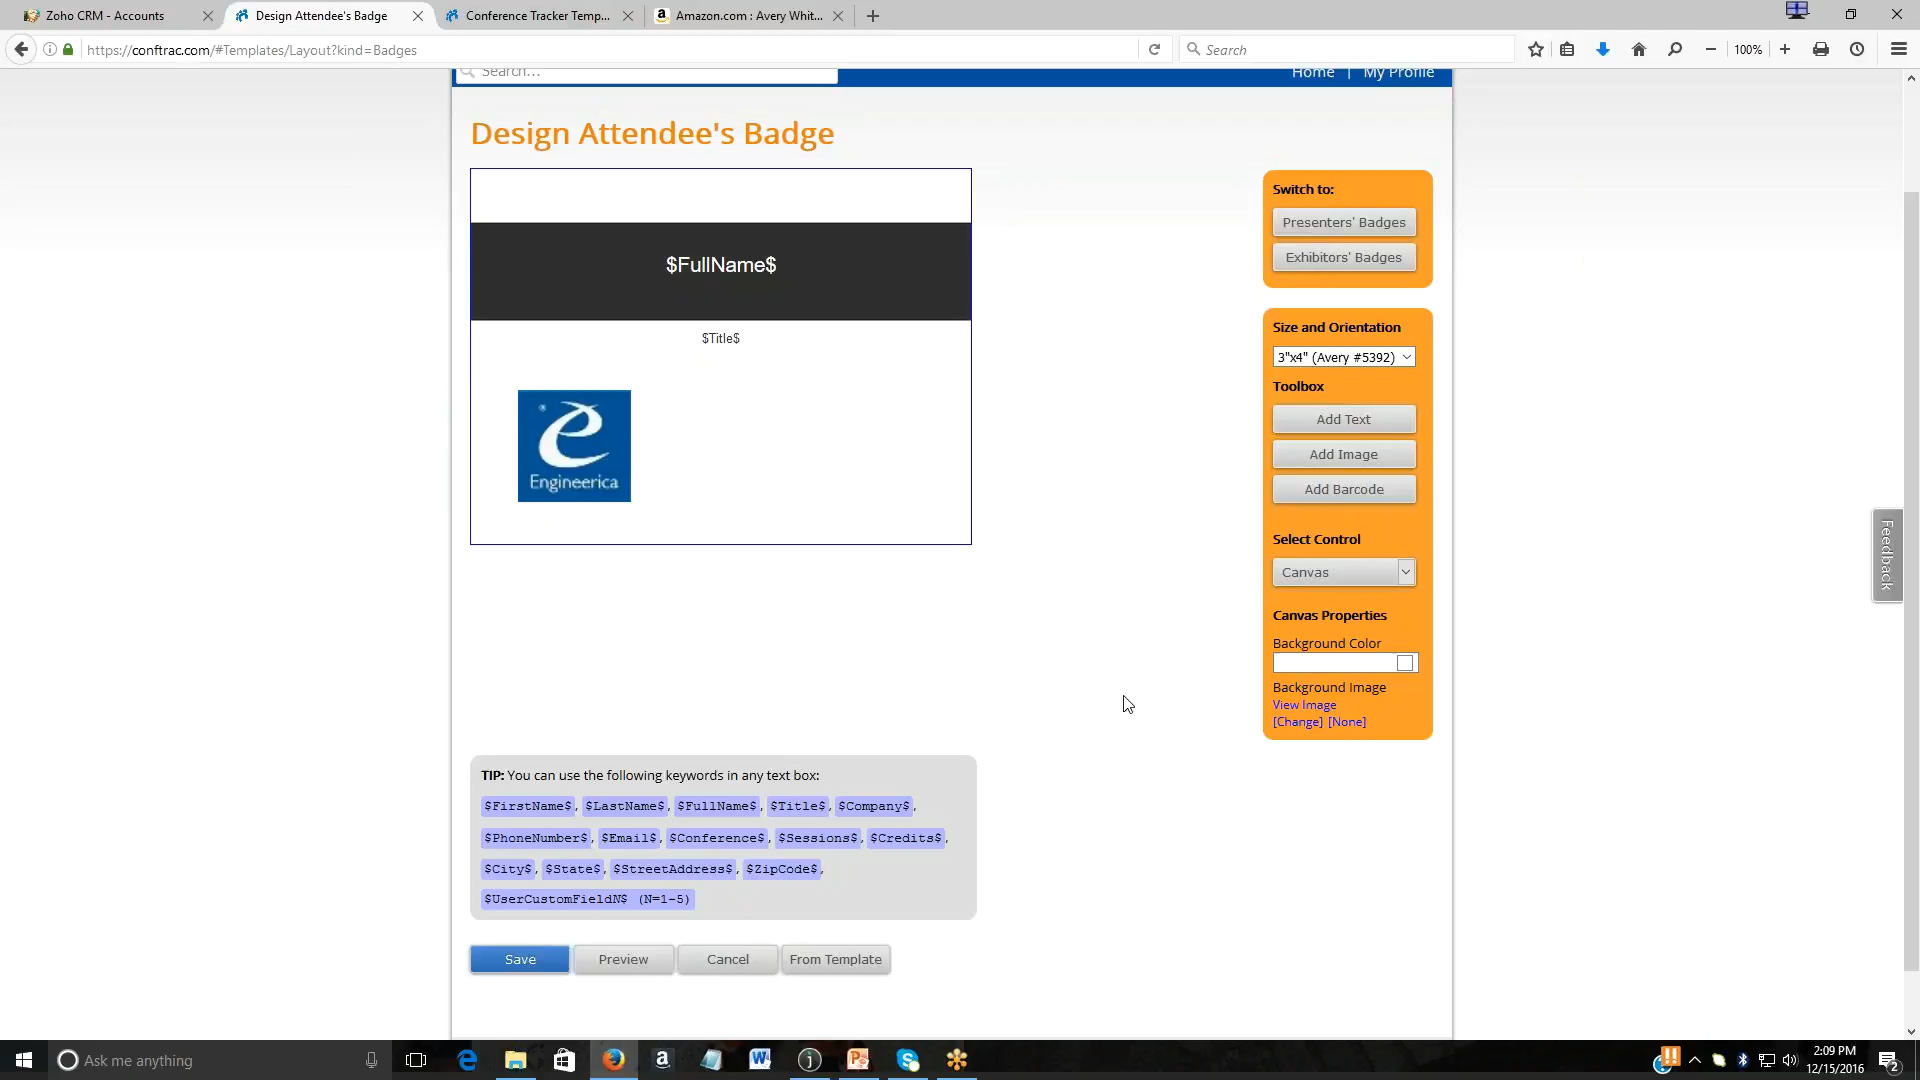 Zoho CRM - Accounts
Design Attendee's Badge
Conference Tracker Temp...
Amazon.com : Avery Whit...
https://conftrac.com/#Templates/Layout?kind=Badges
Search
100%
Search...
Home | My Profile
Design Attendee's Badge
$FullName$
$Title$
Engineerica
Switch to:
Presenters' Badges
Exhibitors' Badges
Size and Orientation
3"x4" (Avery #5392)
Toolbox
Add Text
Add Image
Add Barcode
Select Control
Canvas
Canvas Properties
Background Color
Background Image
View Image
[Change] [None]
Feedback
TIP: You can use the following keywords in any text box:
$FirstName$, $LastName$, $FullName$, $Title$, $Company$,
$PhoneNumber$, $Email$, $Conference$, $Sessions$, $Credits$,
$City$, $State$, $StreetAddress$, $ZipCode$,
$UserCustomFieldN$ (N=1-5)
Save
Preview
Cancel
From Template
Ask me anything
2:09 PM
12/15/2016
2